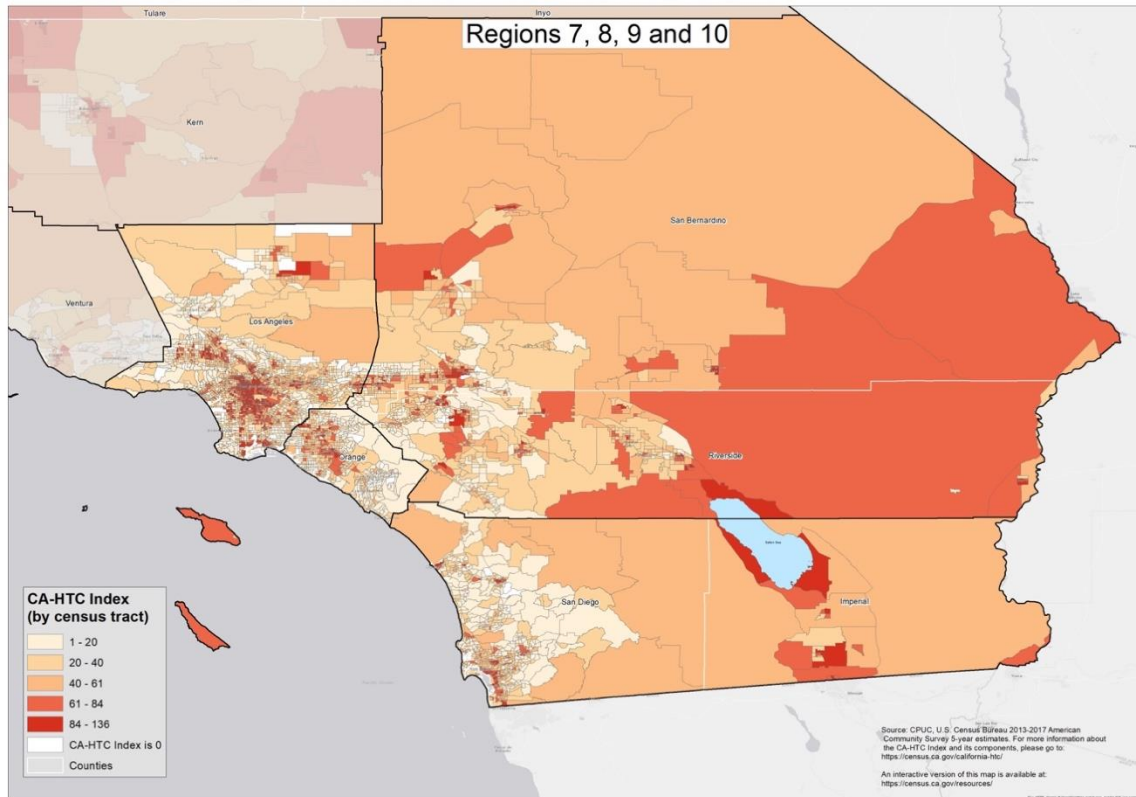 Tulare
Inyo
Regions 7, 8, 9 and 10
Kern
San Bernardino
Ventura
Los Angeles
Orange
Riverside
San Diego
Imperial
CA-HTC Index
(by census tract)
1 - 20
20 - 40
40 - 61
61 - 84
84 - 136
CA-HTC Index is 0
Counties
Source: CPUC, U.S. Census Bureau 2013-2017 American
Community Survey 5-year estimates. For more information about
the CA-HTC Index and its components, please go to:
https://census.ca.gov/california-htc/
An interactive version of this map is available at:
https://census.ca.gov/resources/